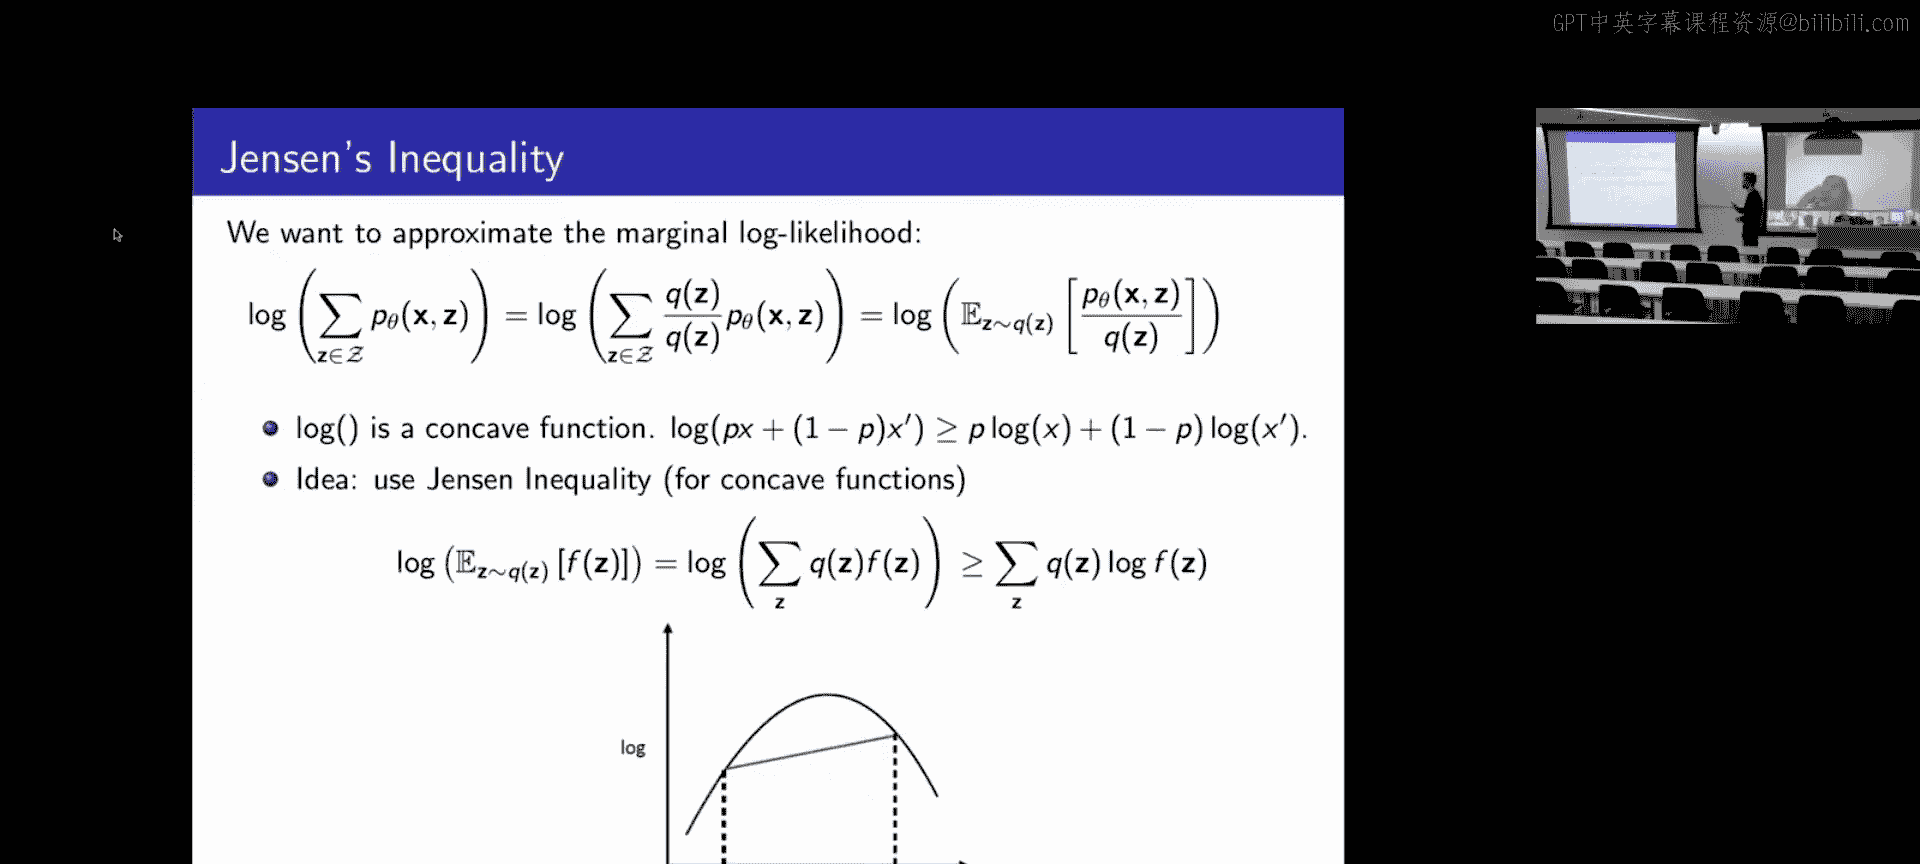 GPT中英字幕课程资源@bilibili.com
Jensen's Inequality
We want to approximate the marginal log-likelihood:
log ( ∑_{z∈𝒵} p_θ(x, z) ) = log ( ∑_{z∈𝒵} q(z)/q(z) p_θ(x, z) ) = log ( 𝔼_{z∼q(z)} [ p_θ(x, z)/q(z) ] )
log() is a concave function. log(px + (1 − p)x′) ≥ p log(x) + (1 − p) log(x′).
Idea: use Jensen Inequality (for concave functions)
log (𝔼_{z∼q(z)} [f(z)]) = log ( ∑_z q(z)f(z) ) ≥ ∑_z q(z) log f(z)
log